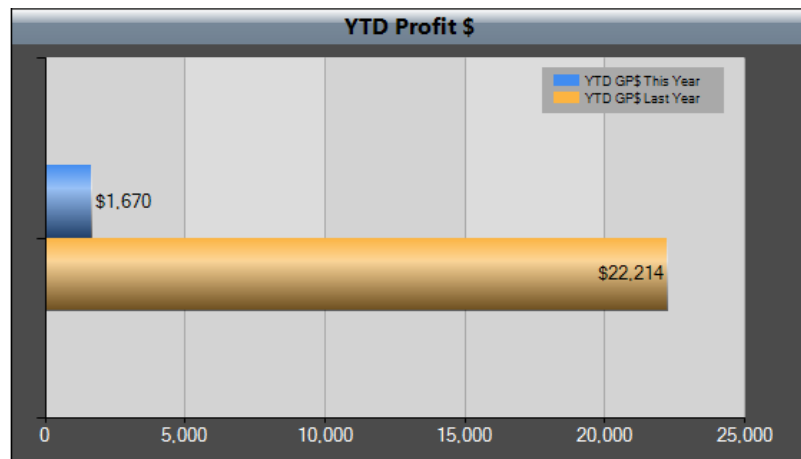 YTD Profit $
YTD GP$ This Year
YTD GP$ Last Year
$1,670
$22,214
0 5,000 10,000 15,000 20,000 25,000